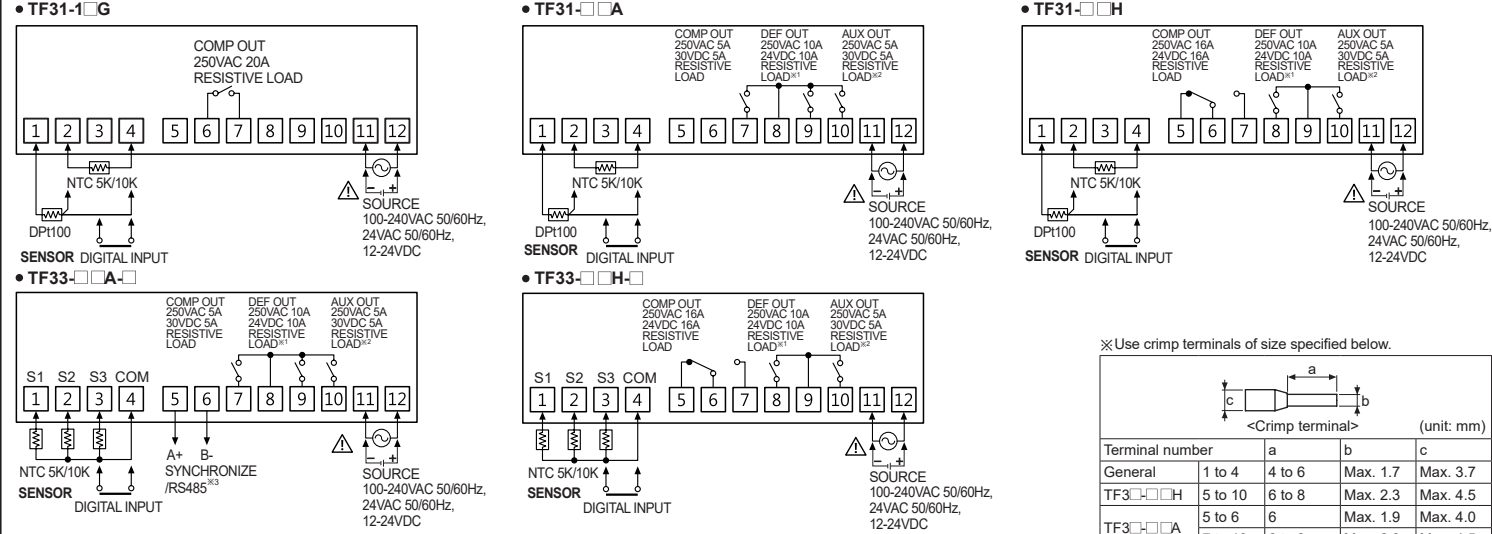 ● TF31-1□G
COMP OUT
250VAC 20A
RESISTIVE LOAD
1 2 3 4 5 6 7 8 9 10 11 12
NTC 5K/10K
DPt100
SENSOR DIGITAL INPUT
− +
SOURCE
100-240VAC 50/60Hz,
24VAC 50/60Hz,
12-24VDC
● TF31-□□A
COMP OUT
250VAC 5A
30VDC 5A
RESISTIVE
LOAD
DEF OUT
250VAC 10A
24VDC 10A
RESISTIVE
LOAD※1
AUX OUT
250VAC 5A
30VDC 5A
RESISTIVE
LOAD※2
1 2 3 4 5 6 7 8 9 10 11 12
NTC 5K/10K
DPt100
SENSOR DIGITAL INPUT
− +
SOURCE
100-240VAC 50/60Hz,
24VAC 50/60Hz,
12-24VDC
● TF31-□□H
COMP OUT
250VAC 16A
24VDC 16A
RESISTIVE
LOAD
DEF OUT
250VAC 10A
24VDC 10A
RESISTIVE
LOAD※1
AUX OUT
250VAC 5A
30VDC 5A
RESISTIVE
LOAD※2
1 2 3 4 5 6 7 8 9 10 11 12
NTC 5K/10K
DPt100
SENSOR DIGITAL INPUT
− +
SOURCE
100-240VAC 50/60Hz,
24VAC 50/60Hz,
12-24VDC
● TF33-□□A-□
COMP OUT
250VAC 5A
30VDC 5A
RESISTIVE
LOAD
DEF OUT
250VAC 10A
24VDC 10A
RESISTIVE
LOAD※1
AUX OUT
250VAC 5A
30VDC 5A
RESISTIVE
LOAD※2
S1 S2 S3 COM
1 2 3 4 5 6 7 8 9 10 11 12
NTC 5K/10K
SENSOR
DIGITAL INPUT
A+ B-
SYNCHRONIZE
/RS485※3
− +
SOURCE
100-240VAC 50/60Hz,
24VAC 50/60Hz,
12-24VDC
● TF33-□□H-□
COMP OUT
250VAC 16A
24VDC 16A
RESISTIVE
LOAD
DEF OUT
250VAC 10A
24VDC 10A
RESISTIVE
LOAD※1
AUX OUT
250VAC 5A
30VDC 5A
RESISTIVE
LOAD※2
S1 S2 S3 COM
1 2 3 4 5 6 7 8 9 10 11 12
NTC 5K/10K
SENSOR
DIGITAL INPUT
− +
SOURCE
100-240VAC 50/60Hz,
24VAC 50/60Hz,
12-24VDC
※Use crimp terminals of size specified below.
a
c b
<Crimp terminal> (unit: mm)
Terminal number a b c
General 1 to 4 4 to 6 Max. 1.7 Max. 3.7
TF3□-□□H 5 to 10 6 to 8 Max. 2.3 Max. 4.5
TF3□-□□A 5 to 6 6 Max. 1.9 Max. 4.0